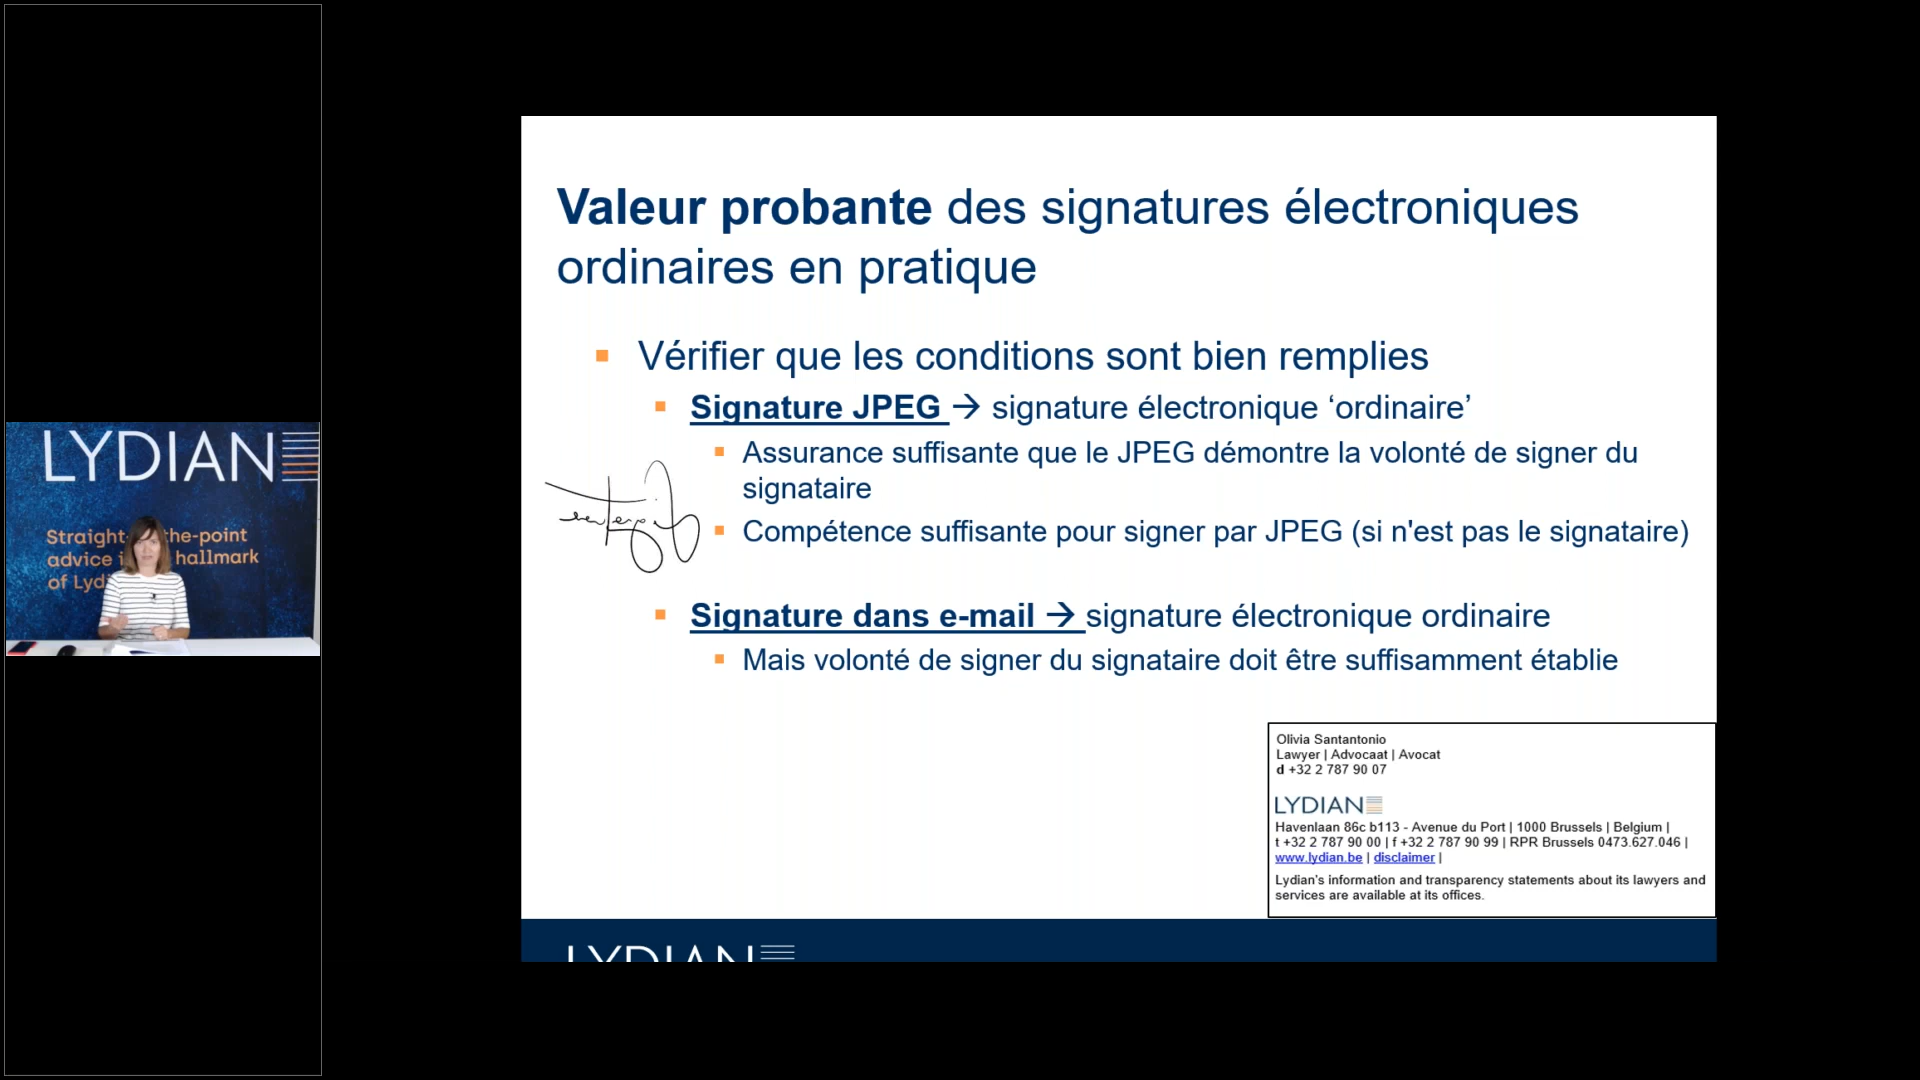 LYDIAN
Straight- the-point
advice i hallmark
of Lydi
Valeur probante des signatures électroniques
ordinaires en pratique
Vérifier que les conditions sont bien remplies
Signature JPEG → signature électronique ‘ordinaire’
Assurance suffisante que le JPEG démontre la volonté de signer du
signataire
Compétence suffisante pour signer par JPEG (si n'est pas le signataire)
Signature dans e-mail → signature électronique ordinaire
Mais volonté de signer du signataire doit être suffisamment établie
Olivia Santantonio
Lawyer | Advocaat | Avocat
d +32 2 787 90 07
LYDIAN
Havenlaan 86c b113 - Avenue du Port | 1000 Brussels | Belgium |
t +32 2 787 90 00 | f +32 2 787 90 99 | RPR Brussels 0473.627.046 |
www.lydian.be | disclaimer |
Lydian's information and transparency statements about its lawyers and
services are available at its offices.
LYDIAN